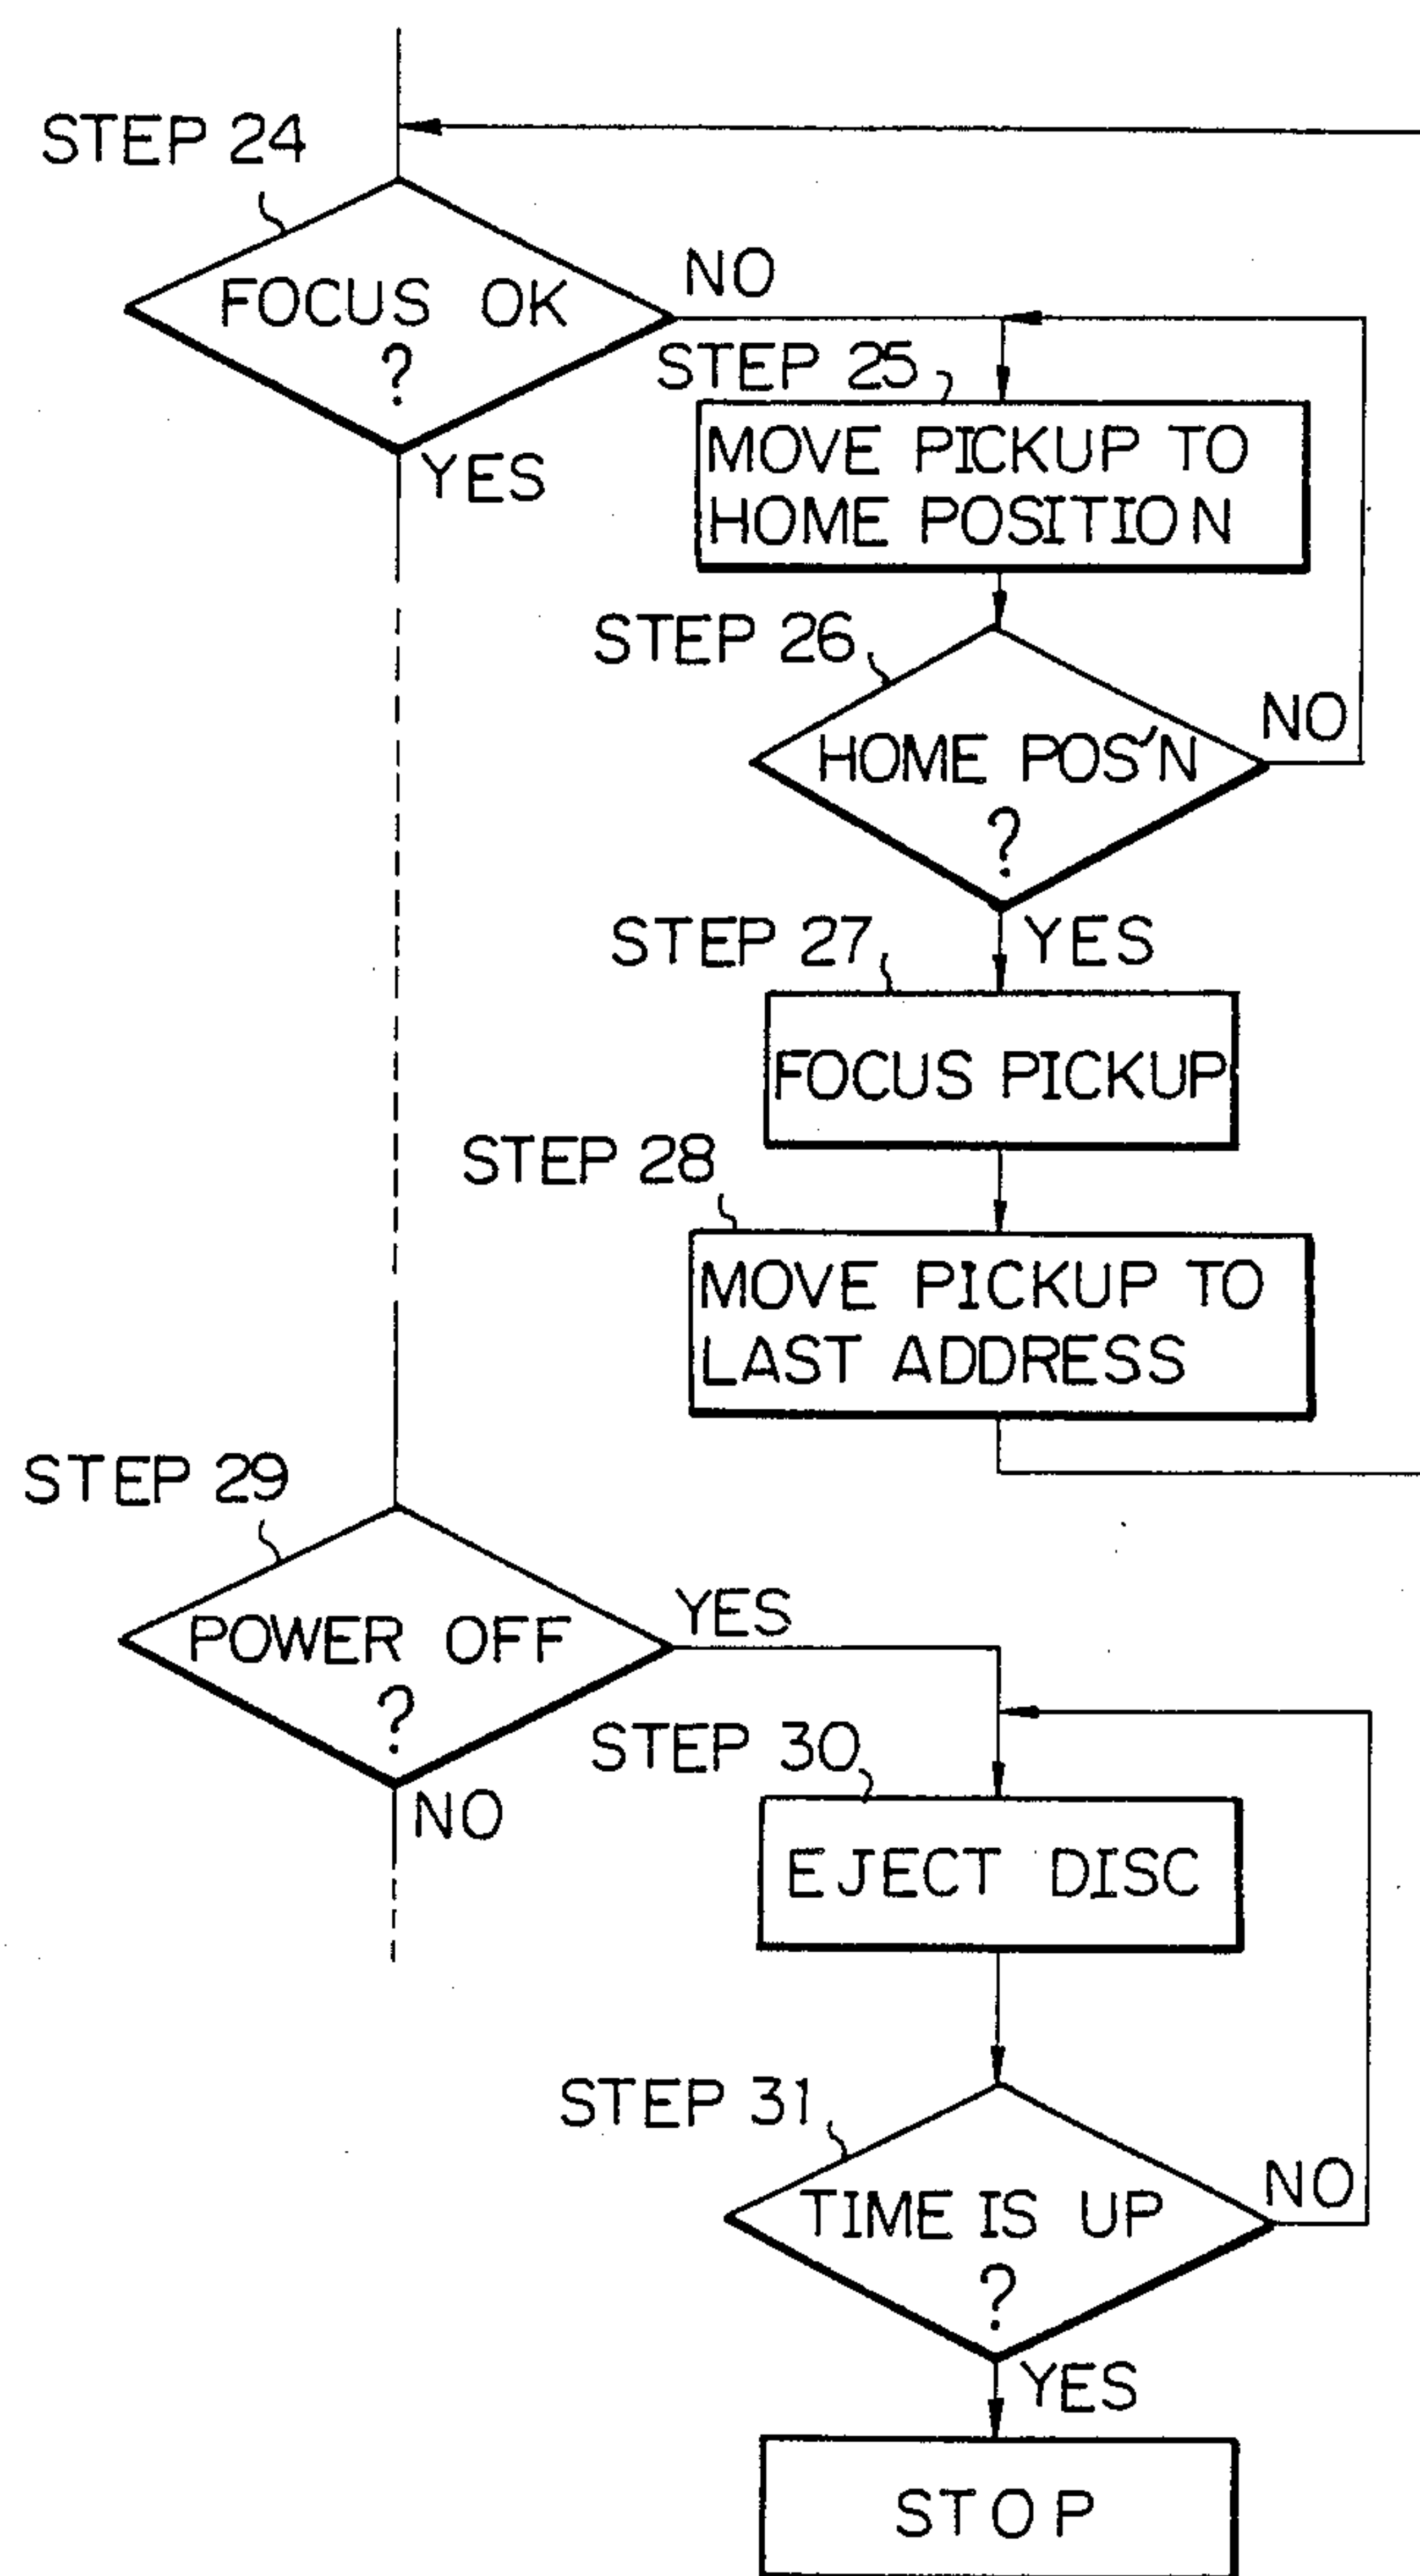 STEP 24
FOCUS OK
?
NO
YES
STEP 25
MOVE PICKUP TO
HOME POSITION
STEP 26
HOME POS'N
?
NO
YES
STEP 27
FOCUS PICKUP
STEP 28
MOVE PICKUP TO
LAST ADDRESS
STEP 29
POWER OFF
?
YES
NO
STEP 30
EJECT DISC
STEP 31
TIME IS UP
?
NO
YES
STOP